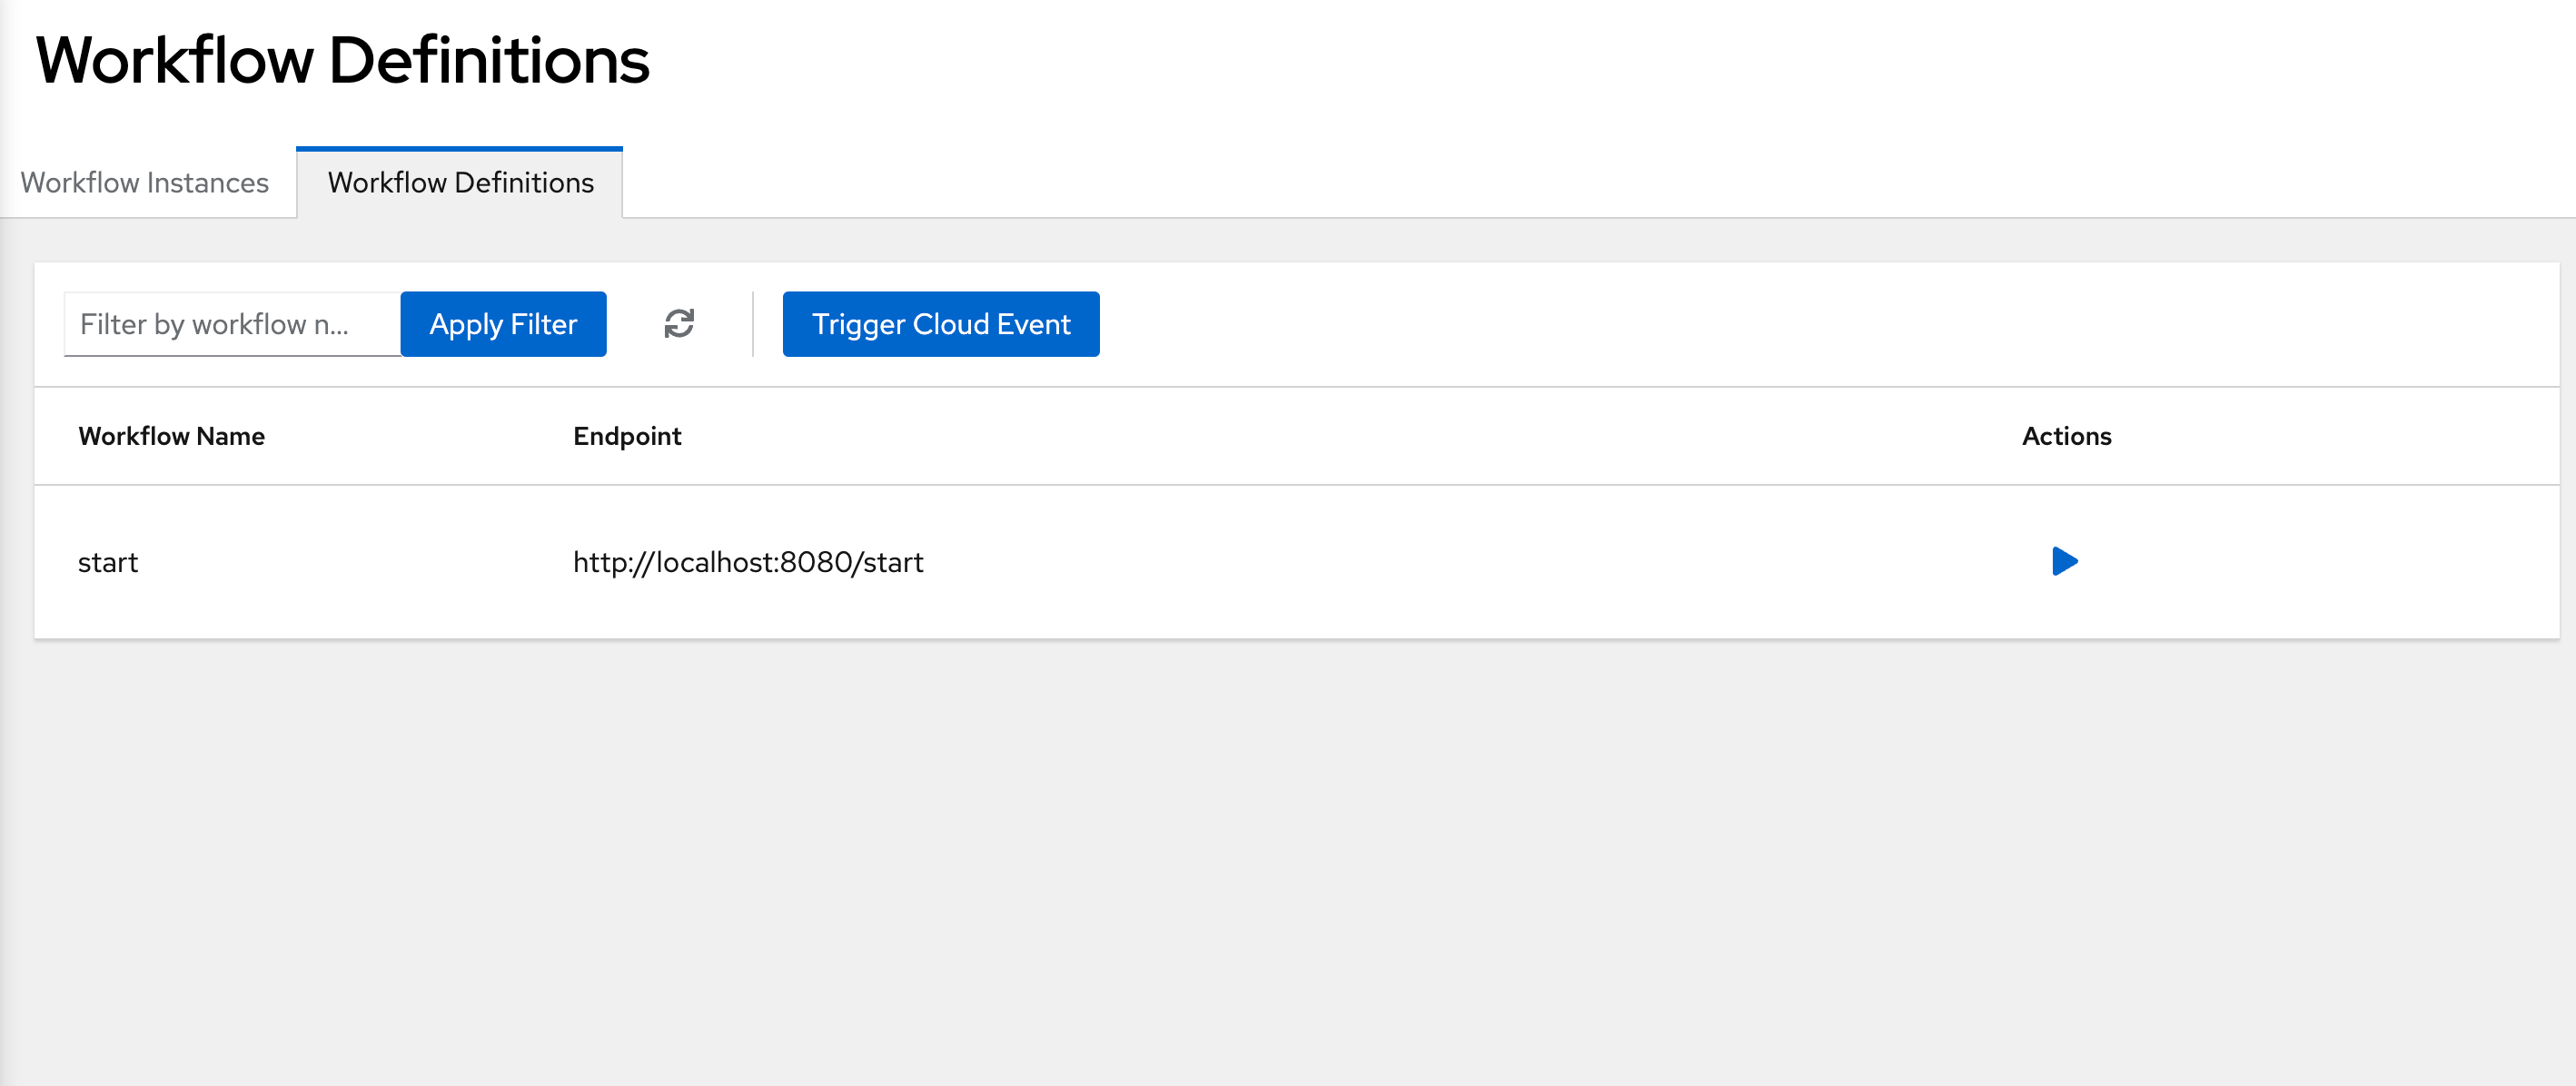 Workflow Definitions
Workflow Instances Workflow Definitions
Filter by workflow n... Apply Filter Trigger Cloud Event
Workflow Name Endpoint Actions
start http://localhost:8080/start